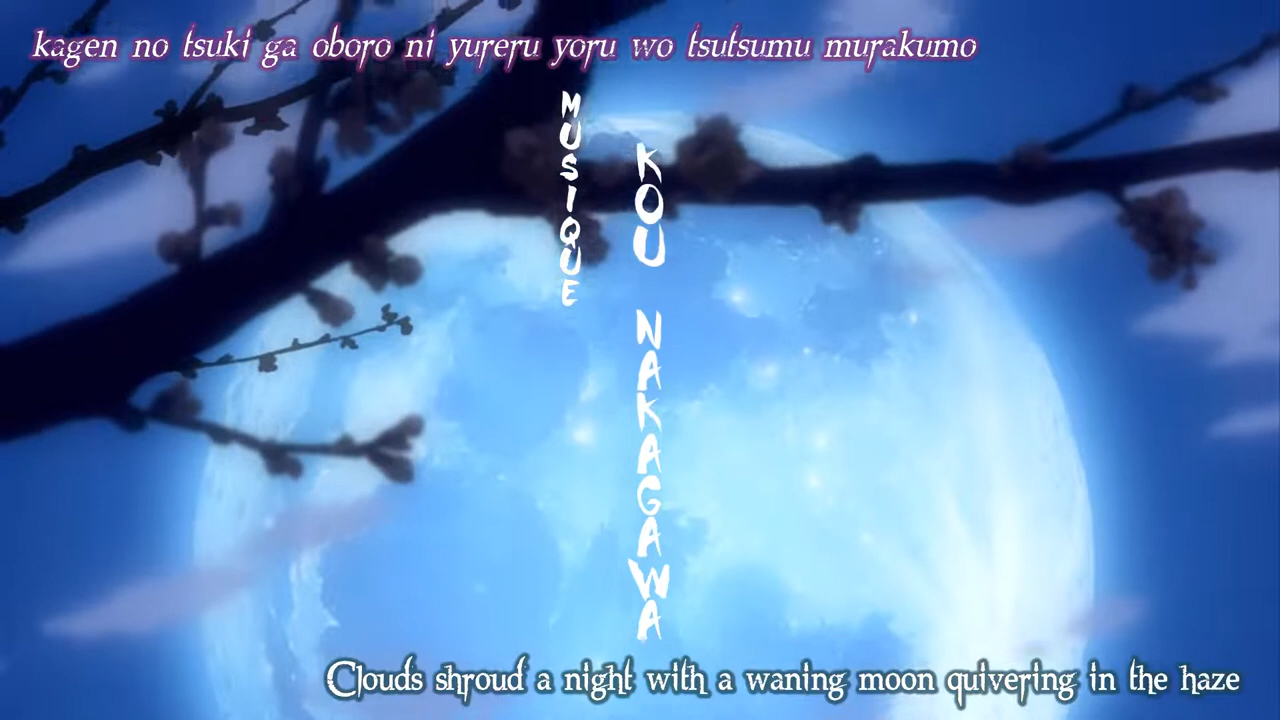 kagen no tsuki ga oboro ni yureru yoru wo tsutsumu murakumo
MUSIQUE
KOU NAKAGAWA
Clouds shroud a night with a waning moon quivering in the haze